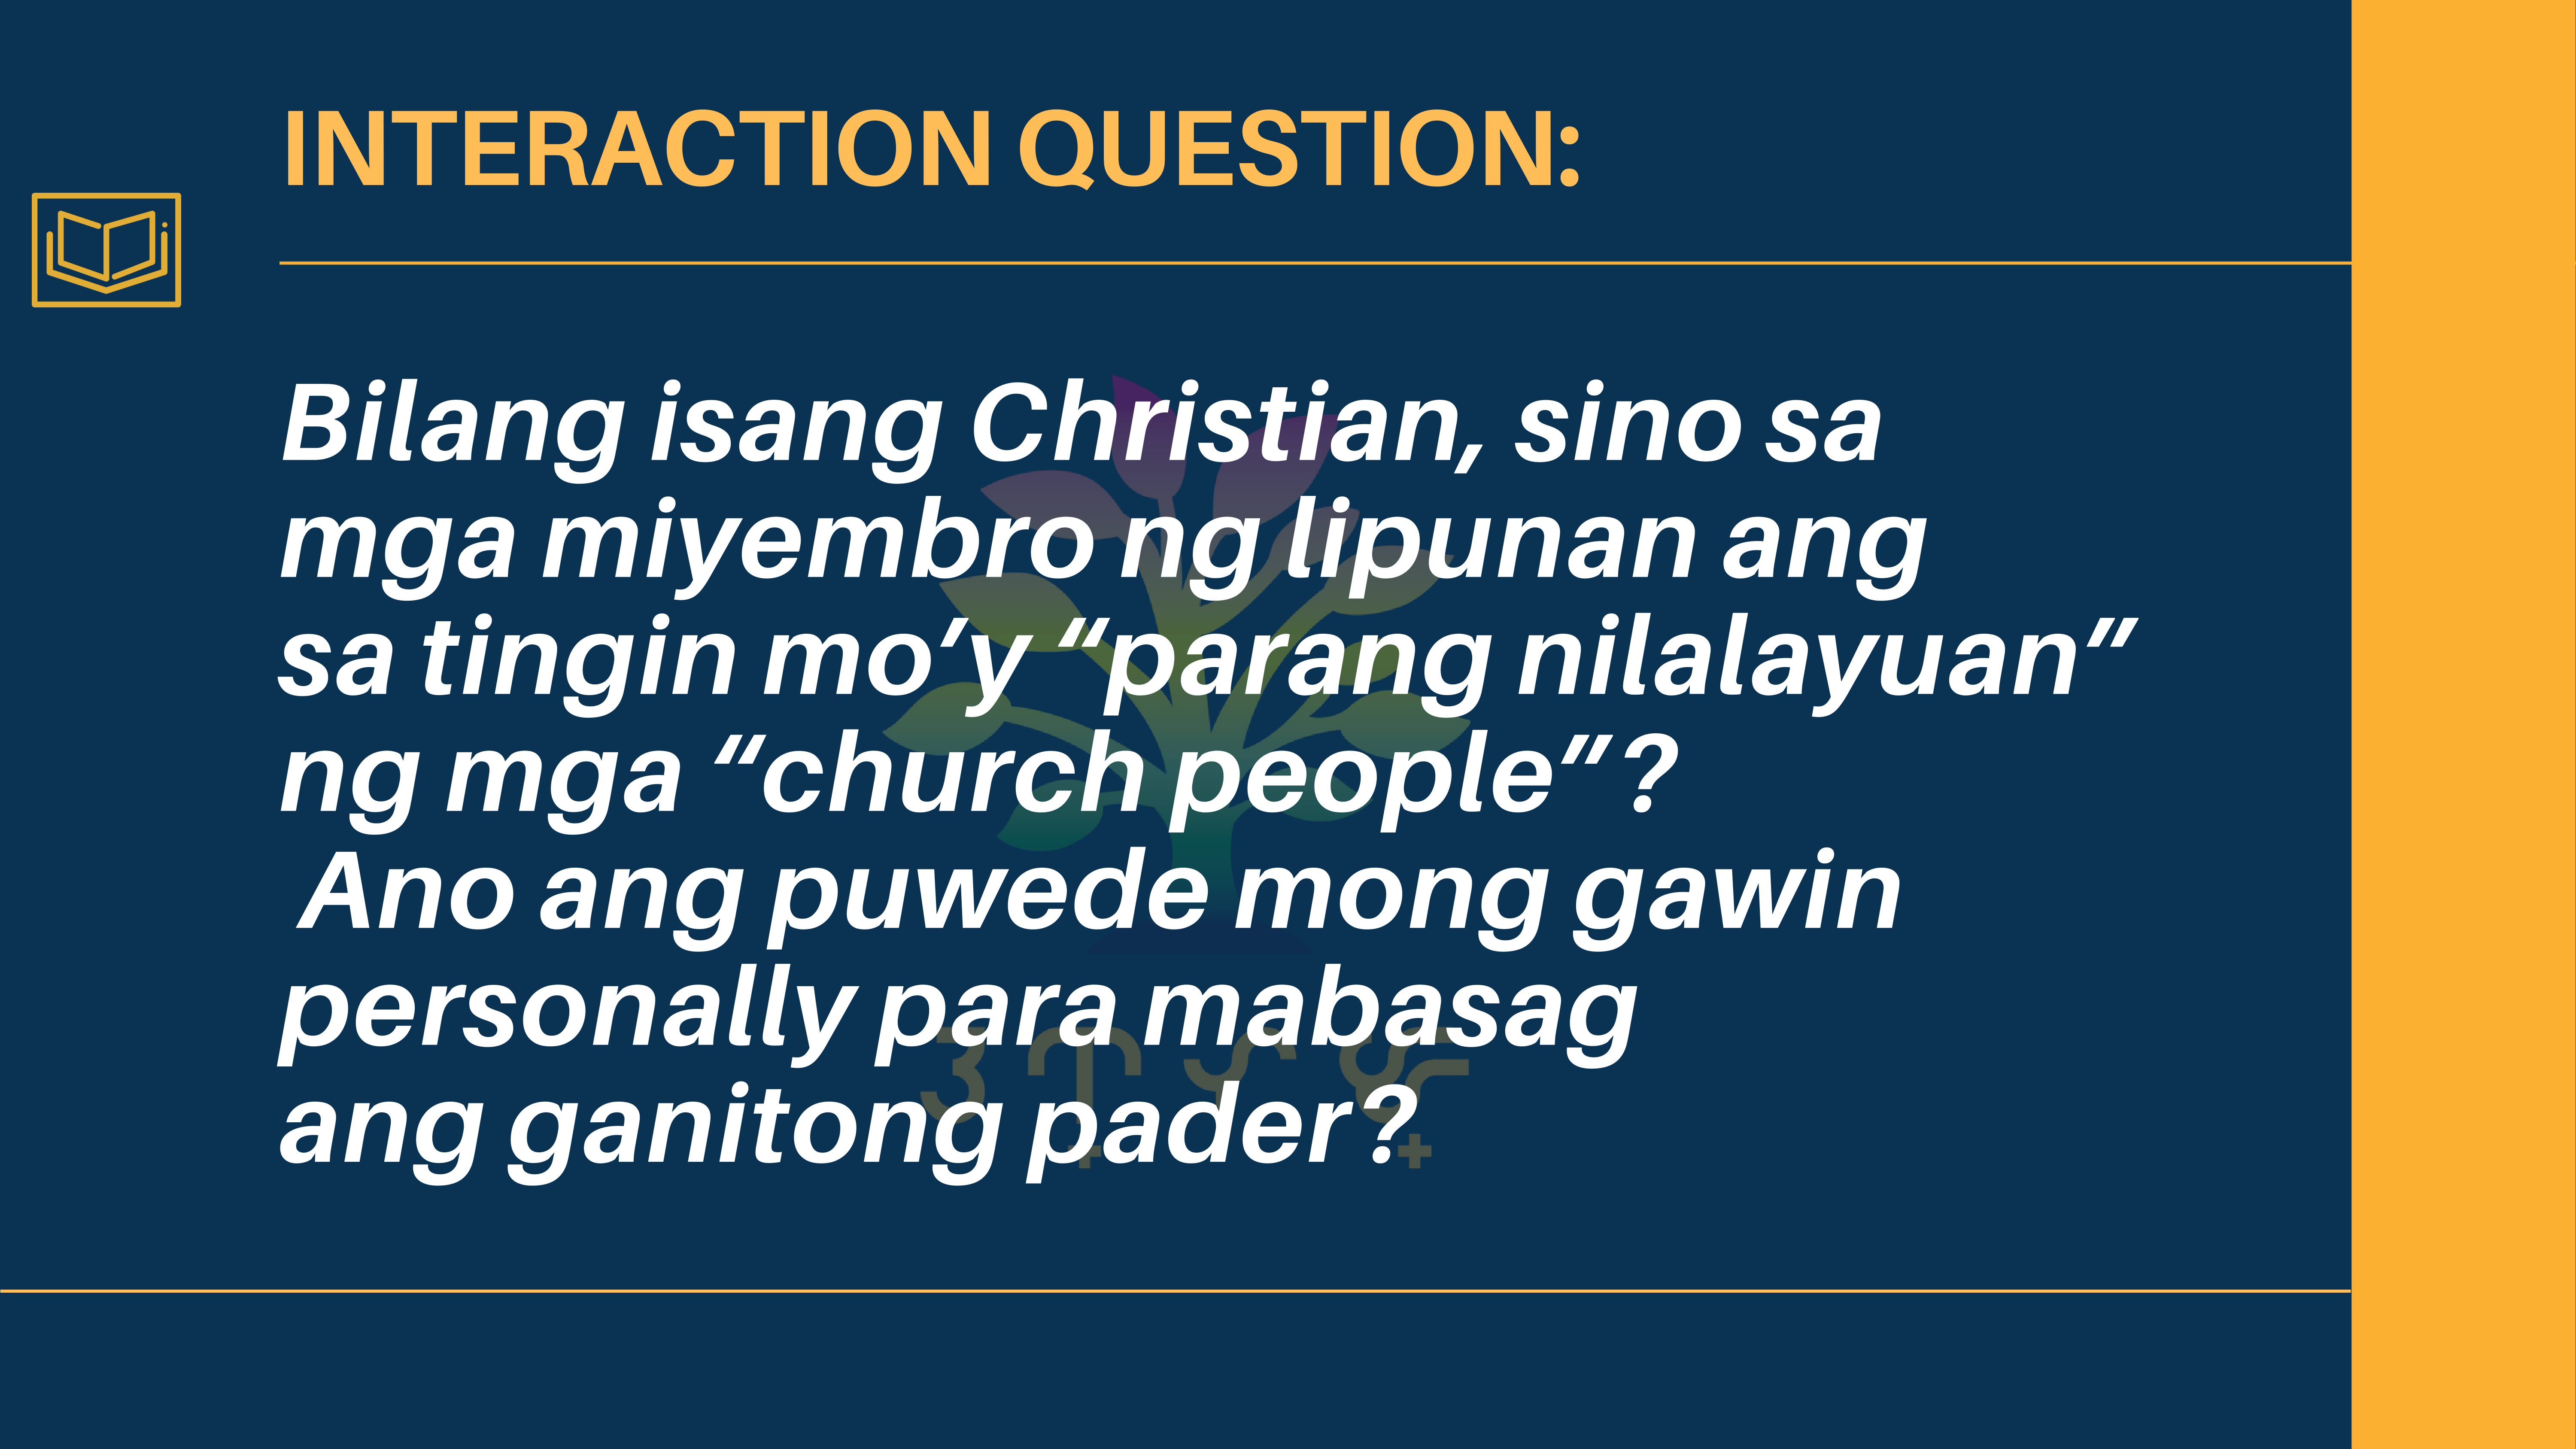 INTERACTION QUESTION:
Bilang isang Christian, sino sa
mga miyembro ng lipunan ang
sa tingin mo’y “parang nilalayuan”
ng mga “church people”?
Ano ang puwede mong gawin
personally para mabasag
ang ganitong pader?